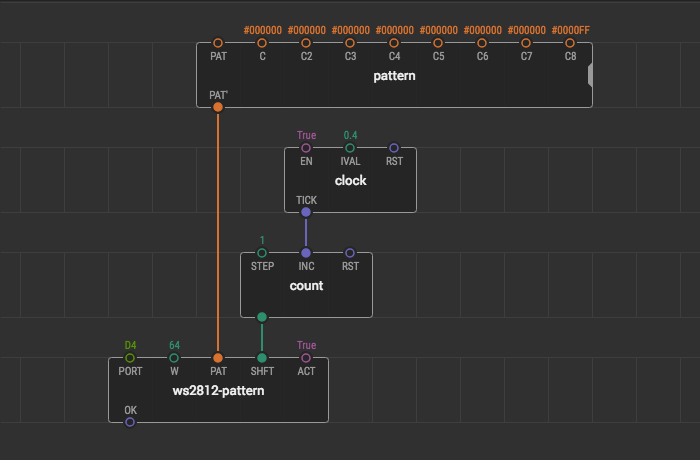 #000000 #000000 #000000 #000000 #000000 #000000 #000000 #0000FF
PAT C C2 C3 C4 C5 C6 C7 C8
pattern
PAT'
True 0.4
EN IVAL RST
clock
TICK
1
STEP INC RST
count
D4 64 True
PORT W PAT SHFT ACT
ws2812-pattern
OK